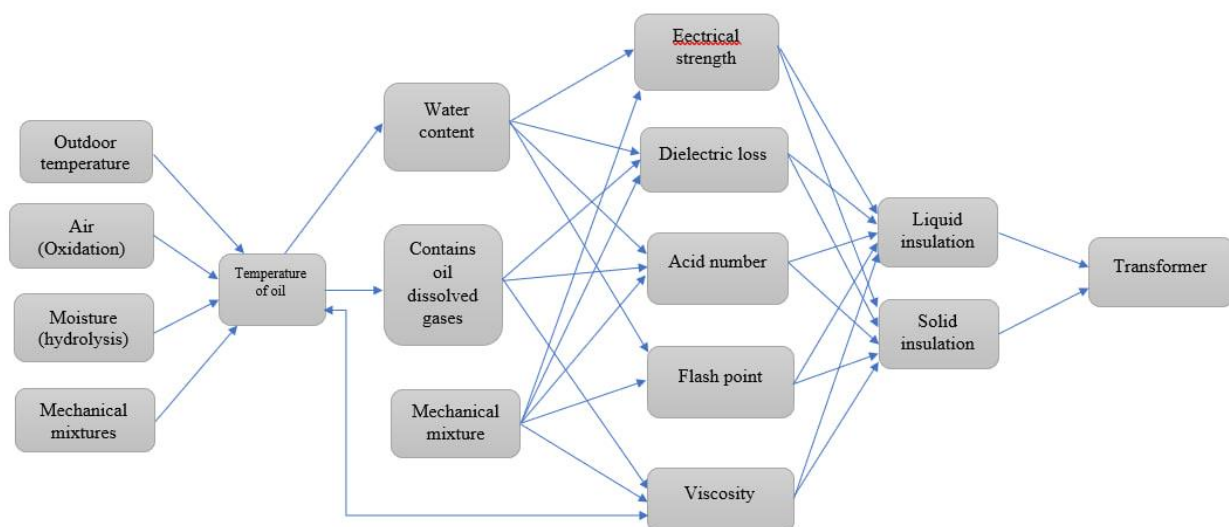 Outdoor
temperature
Air
(Oxidation)
Moisture
(hydrolysis)
Mechanical
mixtures
Temperature
of oil
Water
content
Contains
oil
dissolved
gases
Mechanical
mixture
Eectrical
strength
Dielectric loss
Acid number
Flash point
Viscosity
Liquid
insulation
Solid
insulation
Transformer